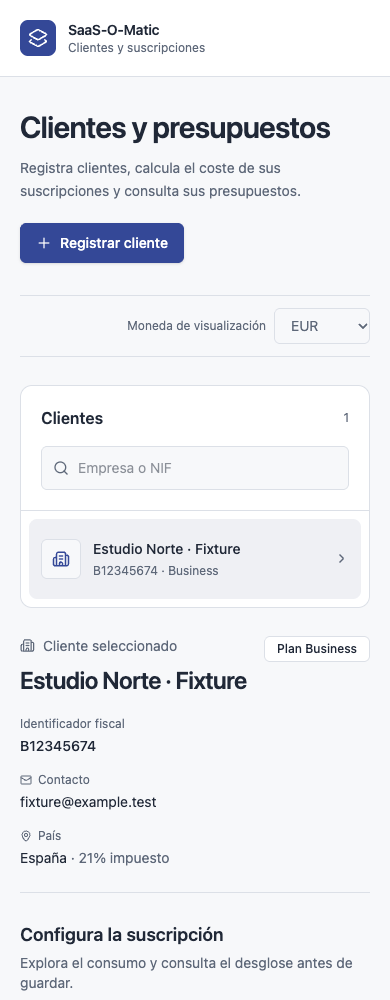 SaaS-O-Matic
Clientes y suscripciones
Clientes y presupuestos
Registra clientes, calcula el coste de sus
suscripciones y consulta sus presupuestos.
Registrar cliente
Moneda de visualización EUR
Clientes 1
Empresa o NIF
Estudio Norte · Fixture
B12345674 · Business
Cliente seleccionado Plan Business
Estudio Norte · Fixture
Identificador fiscal
B12345674
Contacto
fixture@example.test
País
España · 21% impuesto
Configura la suscripción
Explora el consumo y consulta el desglose antes de
guardar.